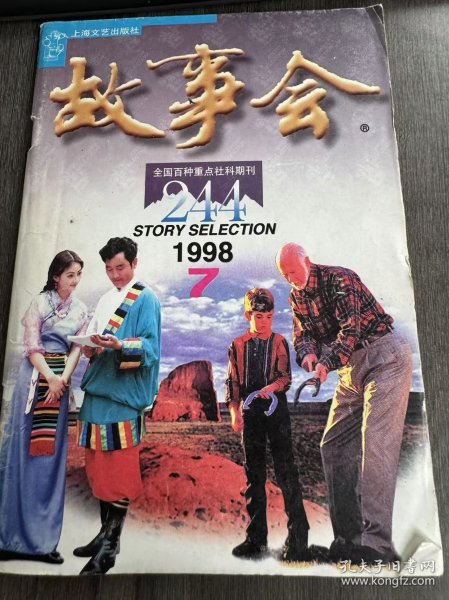 上海文艺出版社
故事会
®
全国百种重点社科期刊
244
STORY SELECTION
1998
7
孔夫子旧书网
www.kongfz.com